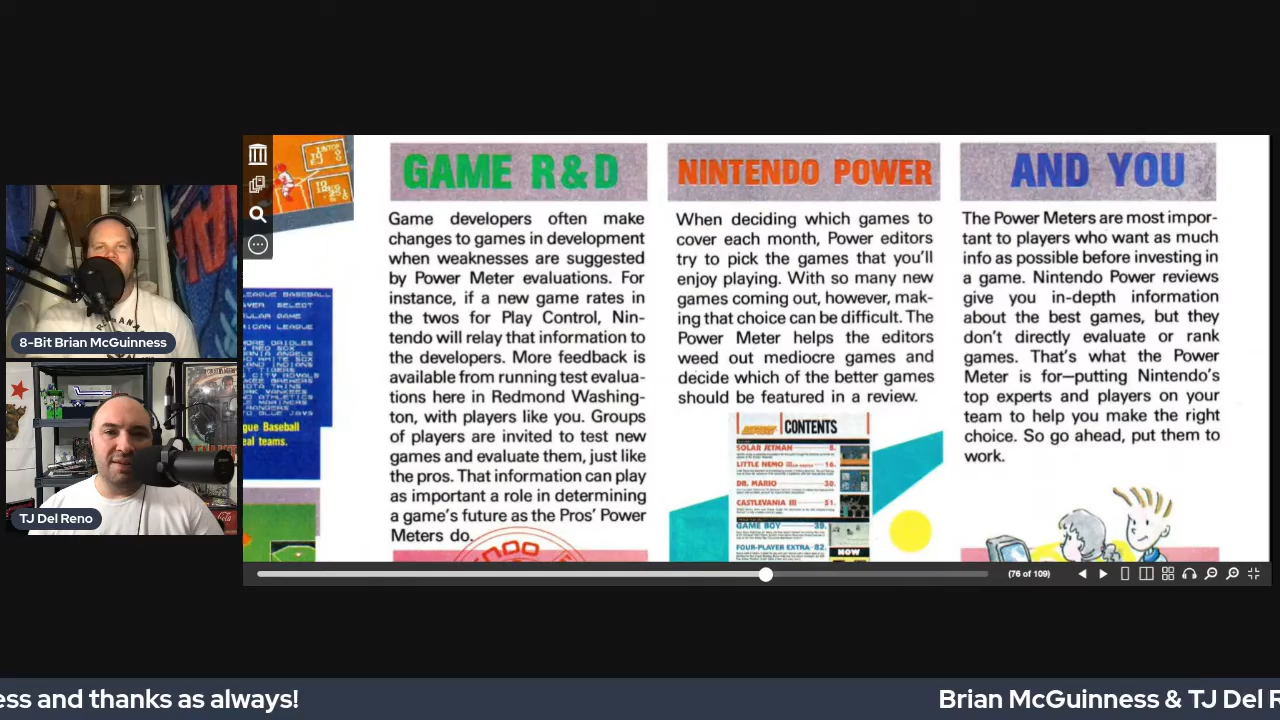 GAME R&D
Game developers often make
changes to games in development
when weaknesses are suggested
by Power Meter evaluations. For
instance, if a new game rates in
the twos for Play Control, Nin-
tendo will relay that information to
the developers. More feedback is
available from running test evalua-
tions here in Redmond Washing-
ton, with players like you. Groups
of players are invited to test new
games and evaluate them, just like
the pros. That information can play
as important a role in determining
a game's future as the Pros' Power
Meters do.
NINTENDO POWER
When deciding which games to
cover each month, Power editors
try to pick the games that you'll
enjoy playing. With so many new
games coming out, however, mak-
ing that choice can be difficult. The
Power Meter helps the editors
weed out mediocre games and
decide which of the better games
should be featured in a review.
CONTENTS
SOLAR JETMAN 8.
LITTLE NEMO 16.
DR. MARIO 30.
CASTLEVANIA III 51.
GAME BOY 39.
FOUR-PLAYER EXTRA 82.
NOW
AND YOU
The Power Meters are most impor-
tant to players who want as much
info as possible before investing in
a game. Nintendo Power reviews
give you in-depth information
about the best games, but they
don't directly evaluate or rank
games. That's what the Power
Meter is for—putting Nintendo's
top experts and players on your
team to help you make the right
choice. So go ahead, put them to
work.
LEAGUE BASEBALL
gue Baseball
eal teams.
8-Bit Brian McGuinness
TJ Del Reno
(76 of 109)
ess and thanks as always!
Brian McGuinness & TJ Del R